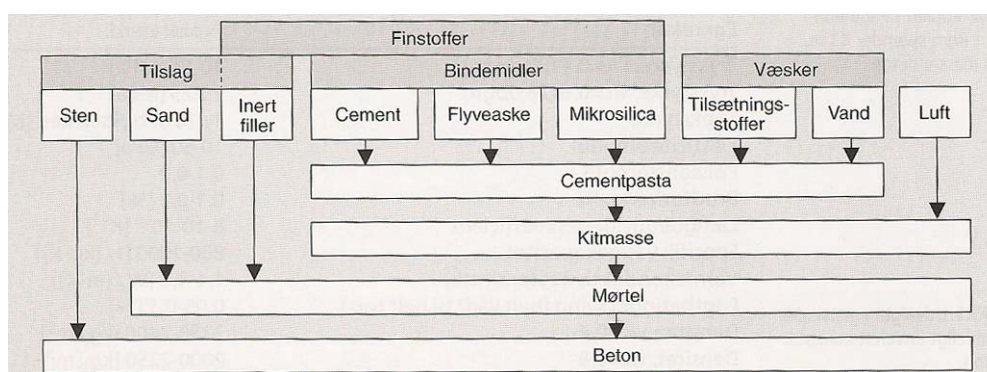 Finstoffer
Tilslag
Bindemidler
Væsker
Sten
Sand
Inert
filler
Cement
Flyveaske
Mikrosilica
Tilsætnings-
stoffer
Vand
Luft
Cementpasta
Kitmasse
Mørtel
Beton